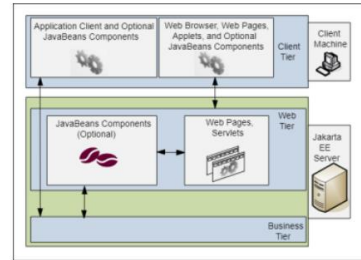 Application Client and Optional
JavaBeans Components
Web Browser, Web Pages,
Applets, and Optional
JavaBeans Components
Client
Tier
Client
Machine
JavaBeans Components
(Optional)
Web Pages,
Servlets
Web
Tier
Jakarta
EE
Server
Business
Tier